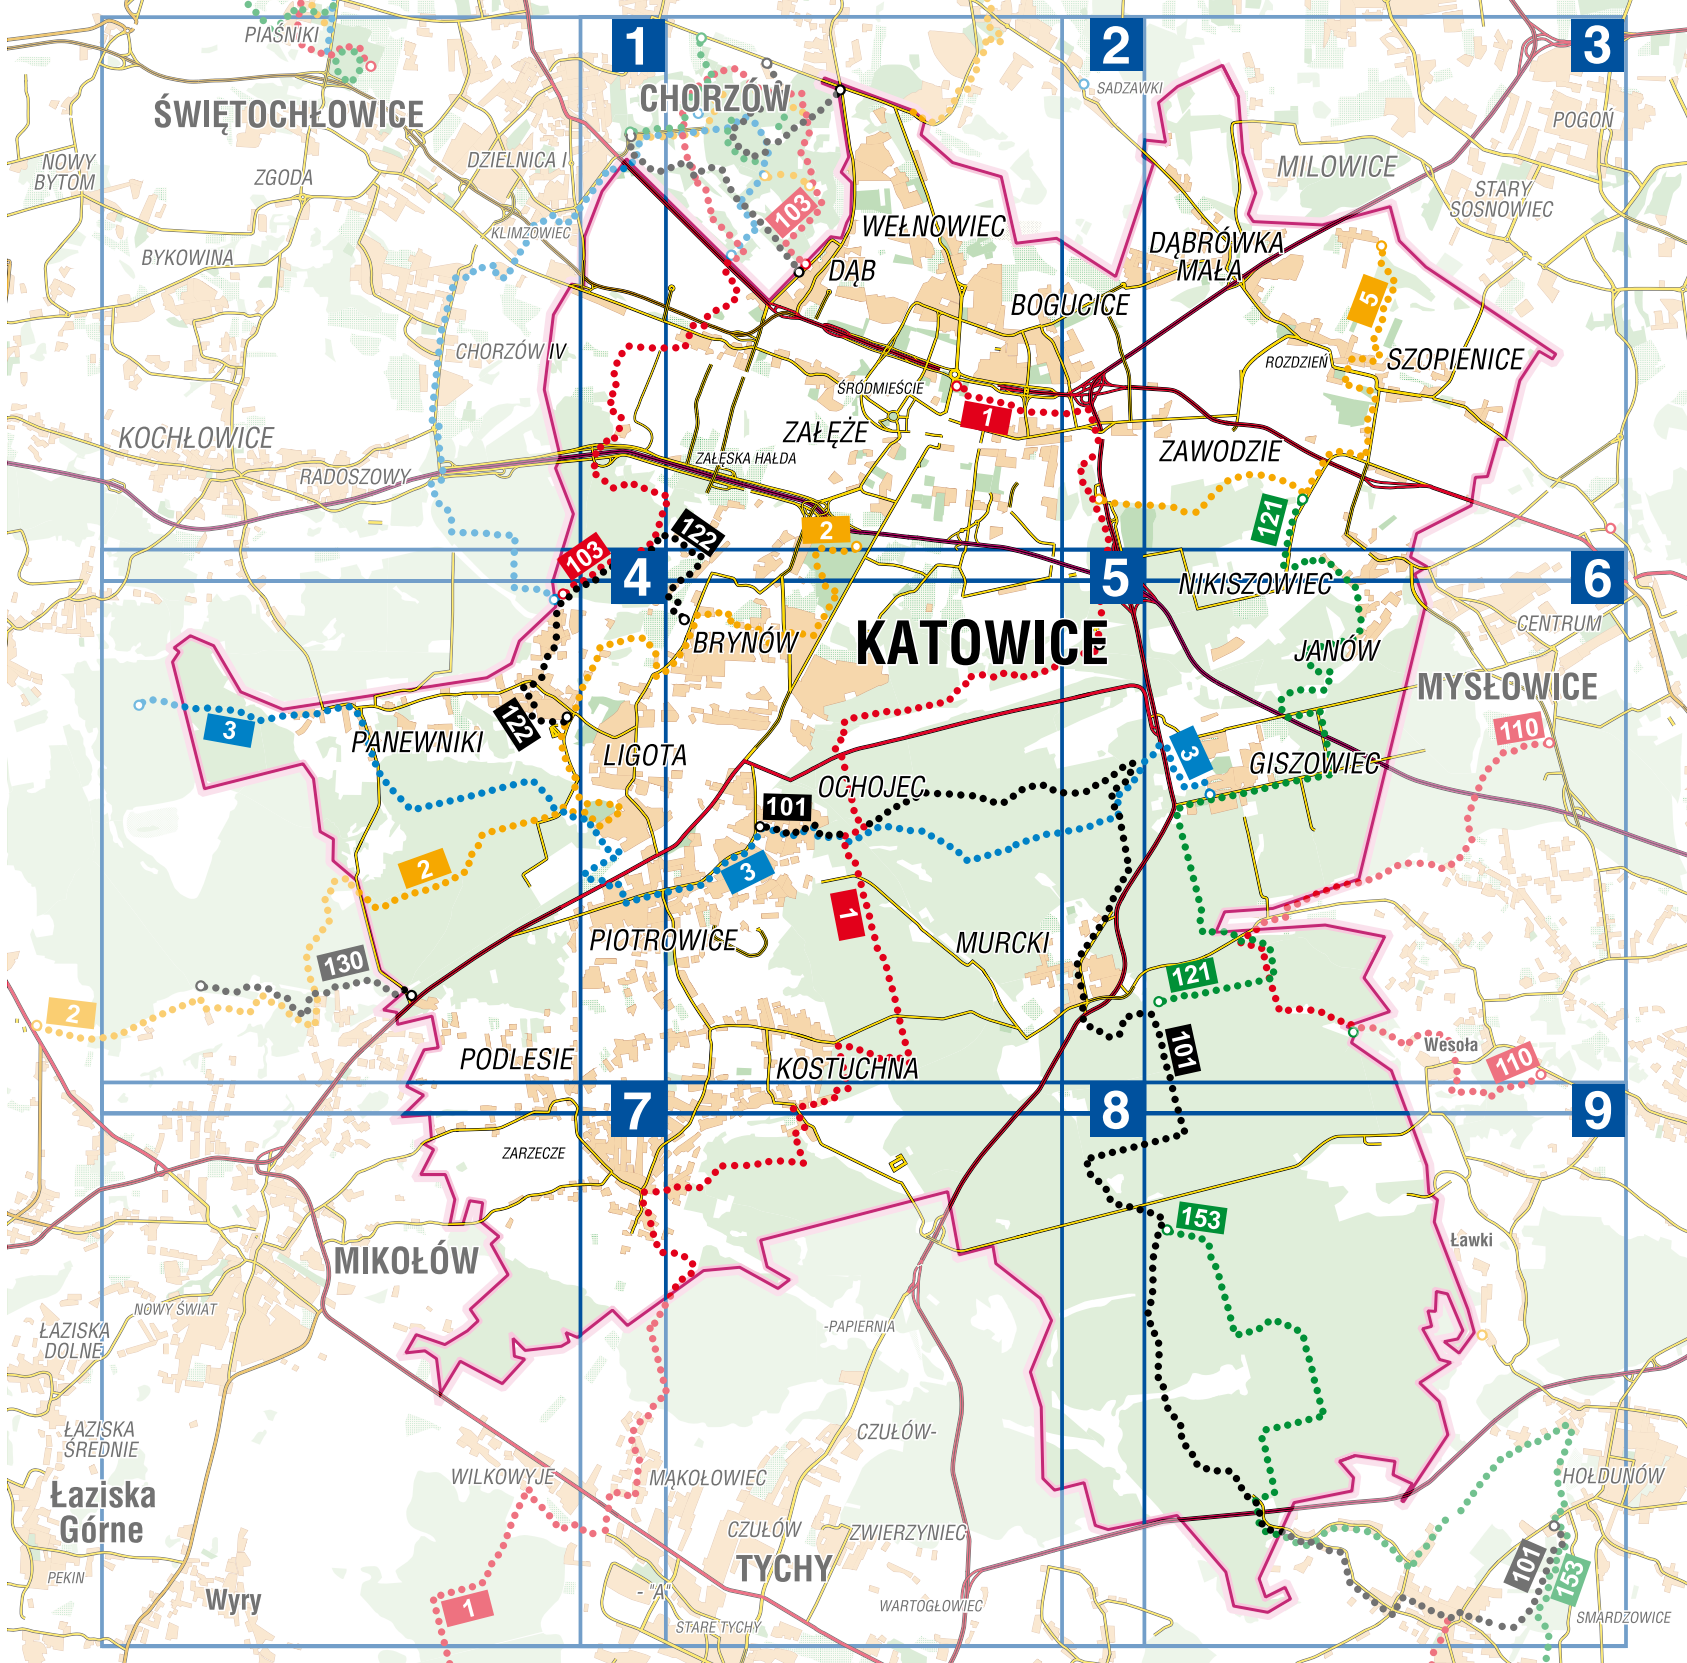 PIAŚNIKI
1
2
3
CHORZÓW
SADZAWKI
ŚWIĘTOCHŁOWICE
POGOŃ
NOWY
BYTOM
ZGODA
DZIELNICA I
MILOWICE
STARY
SOSNOWIEC
103
WEŁNOWIEC
KLIMZOWIEC
BYKOWINA
DĄB
DĄBRÓWKA
MAŁA
BOGUCICE
5
CHORZÓW IV
ROZDZIEŃ
SZOPIENICE
ŚRÓDMIEŚCIE
1
KOCHŁOWICE
ZAŁĘŻE
ZAŁĘSKA HAŁDA
ZAWODZIE
RADOSZOWY
122
2
121
103
4
5
6
NIKISZOWIEC
BRYNÓW
KATOWICE
JANÓW
CENTRUM
MYSŁOWICE
3
122
PANEWNIKI
LIGOTA
3
110
GISZOWIEC
OCHOJEC
101
2
3
1
PIOTROWICE
MURCKI
130
121
2
PODLESIE
KOSTUCHNA
101
Wesoła
110
7
8
9
ZARZECZE
153
MIKOŁÓW
Ławki
NOWY ŚWIAT
ŁAZISKA
DOLNE
-PAPIERNIA
ŁAZISKA
ŚREDNIE
CZUŁÓW-
WILKOWYJE
MĄKOŁOWIEC
HOŁDUNÓW
Łaziska
Górne
CZUŁÓW
ZWIERZYNIEC
TYCHY
101
153
PEKIN
Wyry
- "A"
1
WARTOGŁOWIEC
STARE TYCHY
SMARDZOWICE